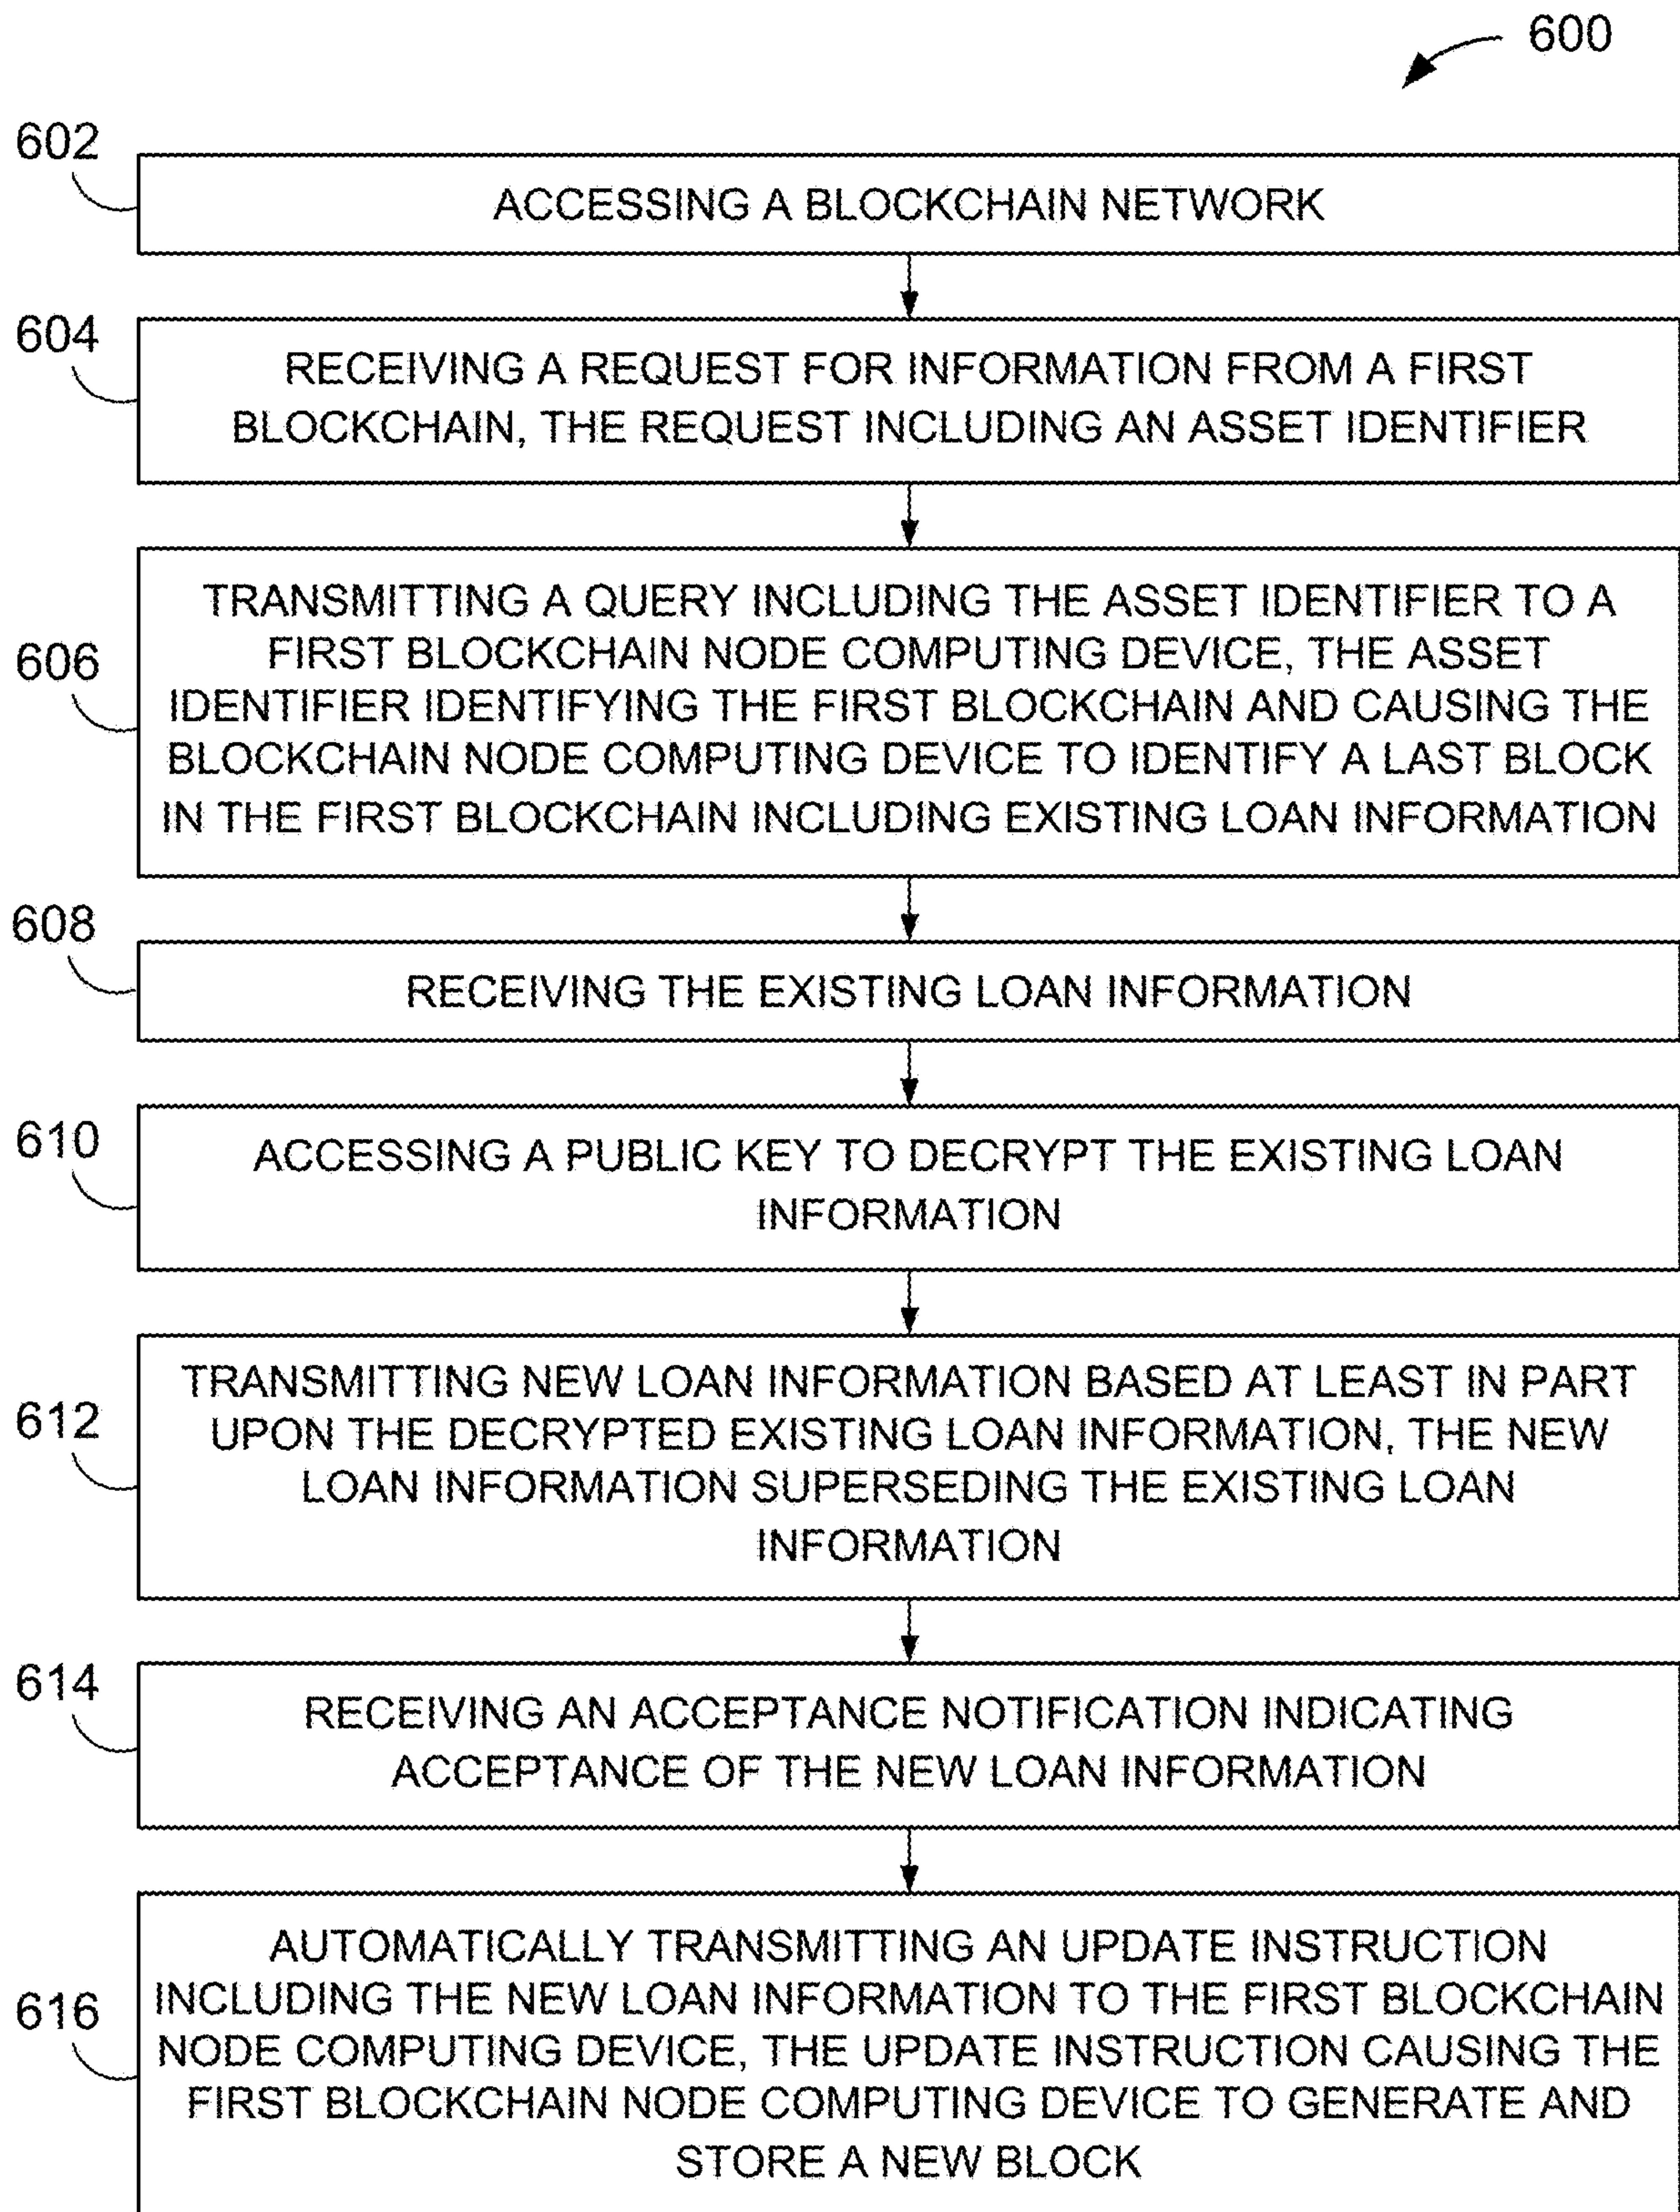 600
602
ACCESSING A BLOCKCHAIN NETWORK
604
RECEIVING A REQUEST FOR INFORMATION FROM A FIRST
BLOCKCHAIN, THE REQUEST INCLUDING AN ASSET IDENTIFIER
606
TRANSMITTING A QUERY INCLUDING THE ASSET IDENTIFIER TO A
FIRST BLOCKCHAIN NODE COMPUTING DEVICE, THE ASSET
IDENTIFIER IDENTIFYING THE FIRST BLOCKCHAIN AND CAUSING THE
BLOCKCHAIN NODE COMPUTING DEVICE TO IDENTIFY A LAST BLOCK
IN THE FIRST BLOCKCHAIN INCLUDING EXISTING LOAN INFORMATION
608
RECEIVING THE EXISTING LOAN INFORMATION
610
ACCESSING A PUBLIC KEY TO DECRYPT THE EXISTING LOAN
INFORMATION
612
TRANSMITTING NEW LOAN INFORMATION BASED AT LEAST IN PART
UPON THE DECRYPTED EXISTING LOAN INFORMATION, THE NEW
LOAN INFORMATION SUPERSEDING THE EXISTING LOAN
INFORMATION
614
RECEIVING AN ACCEPTANCE NOTIFICATION INDICATING
ACCEPTANCE OF THE NEW LOAN INFORMATION
616
AUTOMATICALLY TRANSMITTING AN UPDATE INSTRUCTION
INCLUDING THE NEW LOAN INFORMATION TO THE FIRST BLOCKCHAIN
NODE COMPUTING DEVICE, THE UPDATE INSTRUCTION CAUSING THE
FIRST BLOCKCHAIN NODE COMPUTING DEVICE TO GENERATE AND
STORE A NEW BLOCK